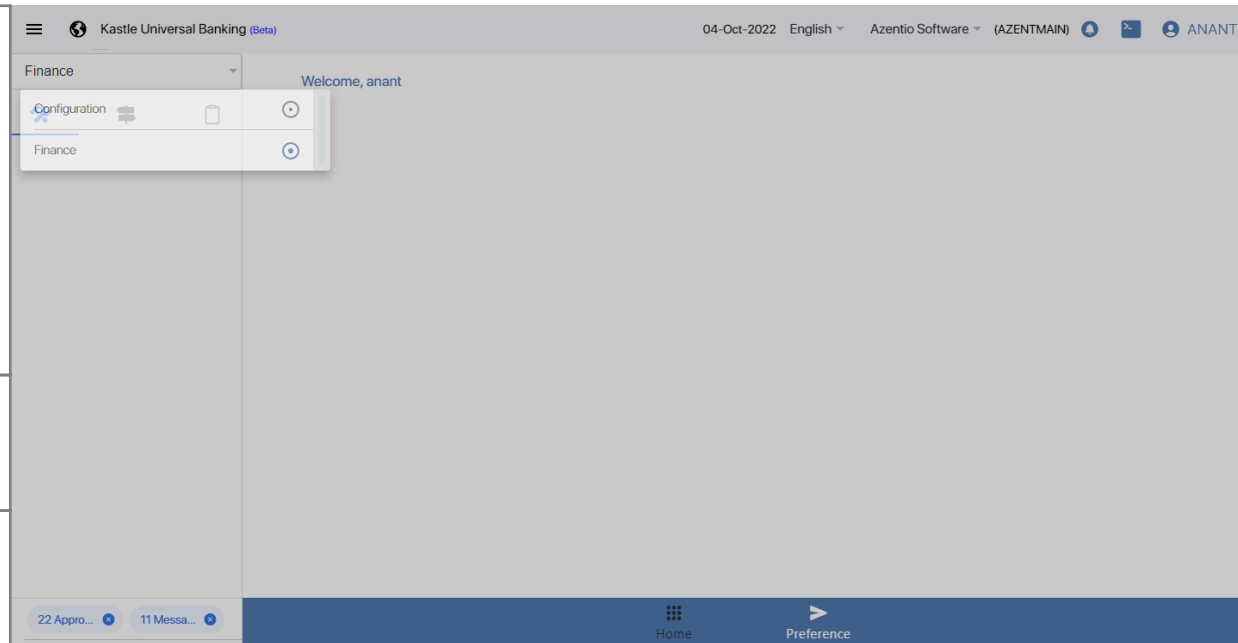 Kastle Universal Banking (Beta) 04-Oct-2022 English Azentio Software (AZENTMAIN) ANANT
Finance
Welcome, anant
Configuration
Finance
22 Appro... 11 Messa...
Home Preference